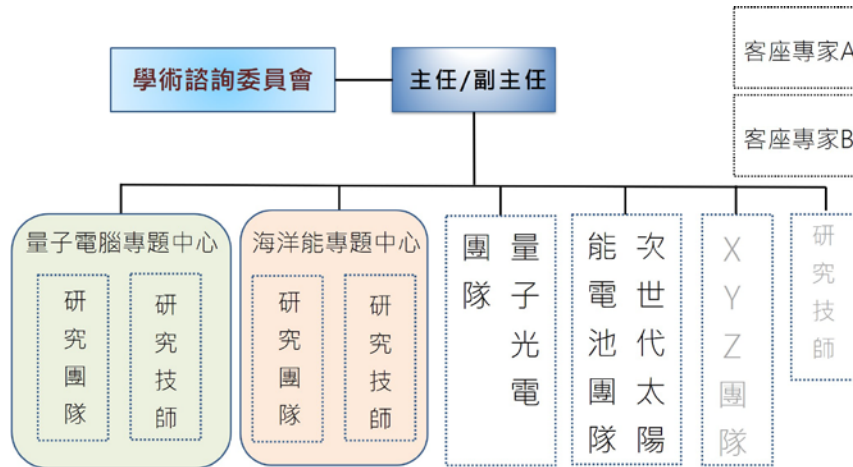 客座專家A
學術諮詢委員會
主任/副主任
客座專家B
量子電腦專題中心
研究團隊
研究技師
海洋能專題中心
研究團隊
研究技師
量子光電
團隊
次世代太陽
能電池團隊
XYZ團隊
研究技師